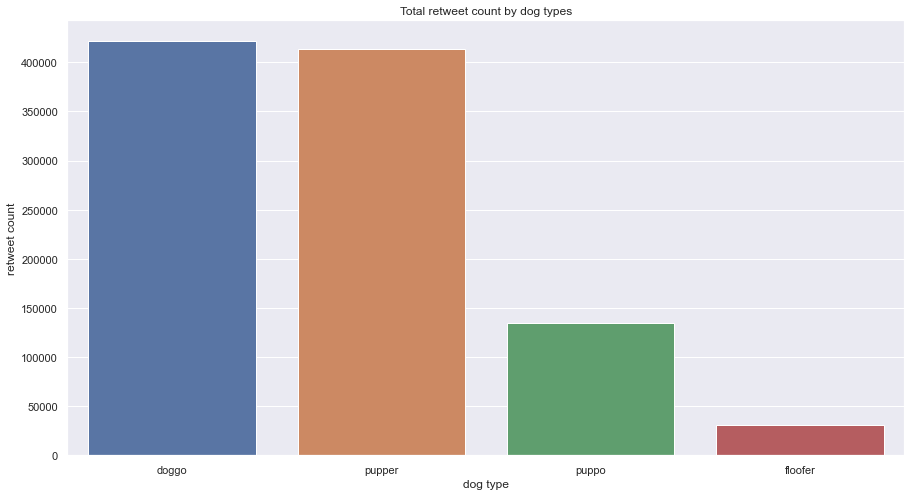 Total retweet count by dog types
retweet count
400000
350000
300000
250000
200000
150000
100000
50000
0
doggo pupper puppo floofer
dog type